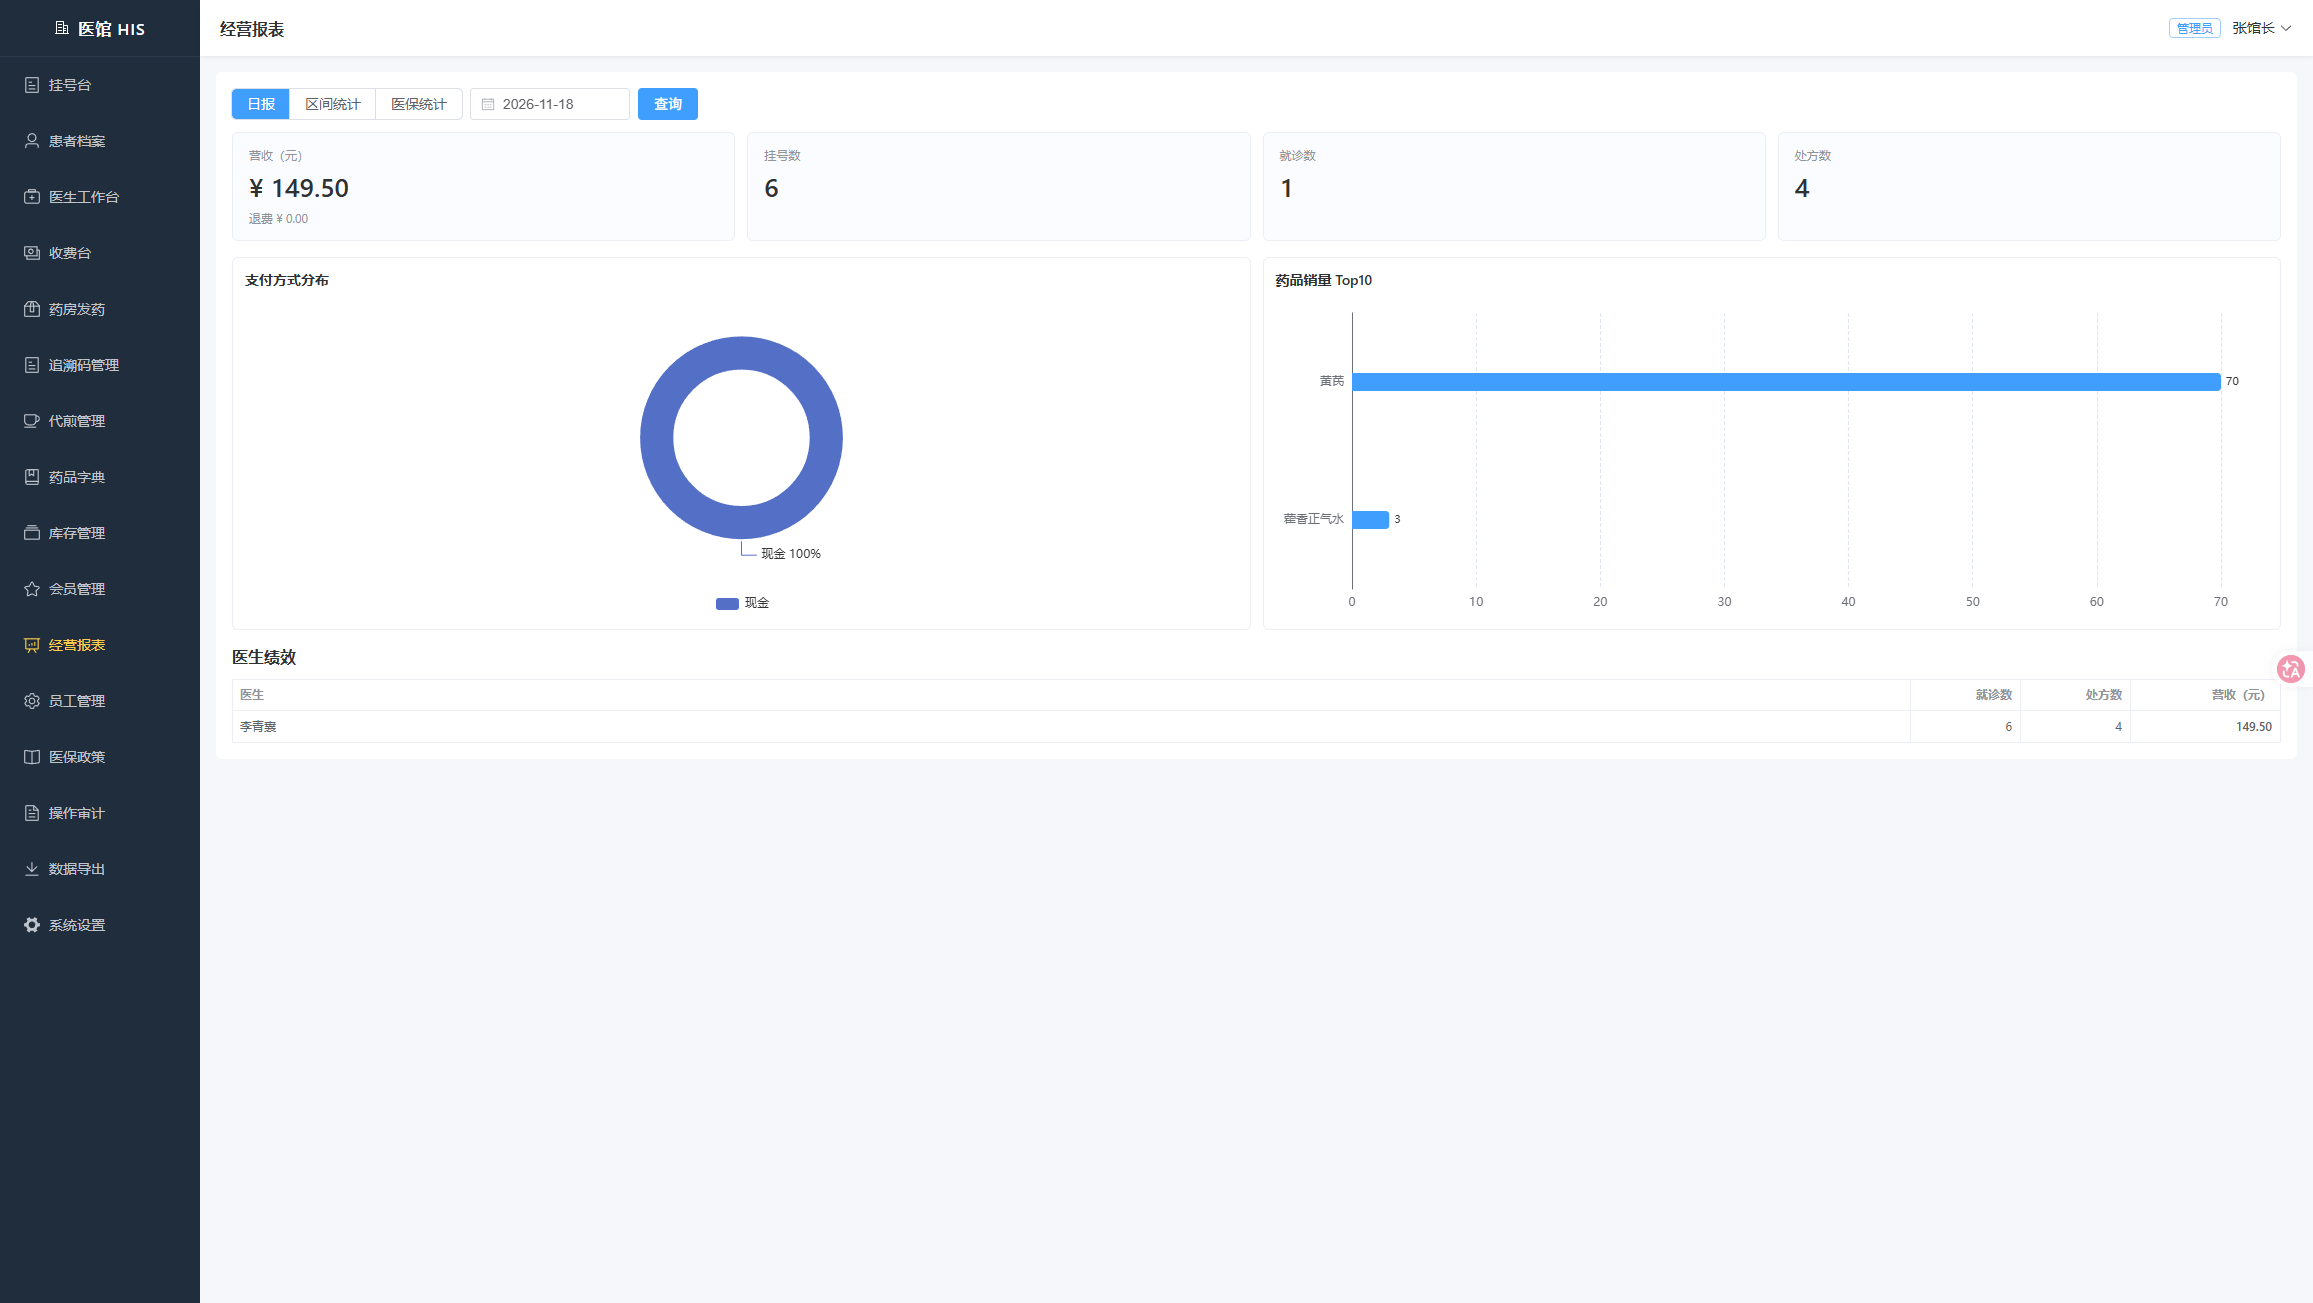 医馆 HIS
挂号台
患者档案
医生工作台
收费台
药房发药
追溯码管理
代煎管理
药品字典
库存管理
会员管理
经营报表
员工管理
医保政策
操作审计
数据导出
系统设置
经营报表
管理员 张馆长
日报 区间统计 医保统计 2026-11-18 查询
营收（元）
¥ 149.50
退费 ¥ 0.00
挂号数
6
就诊数
1
处方数
4
支付方式分布
现金 100%
现金
药品销量 Top10
黄芪 70
藿香正气水 3
0 10 20 30 40 50 60 70
医生绩效
医生 就诊数 处方数 营收（元）
李青囊 6 4 149.50